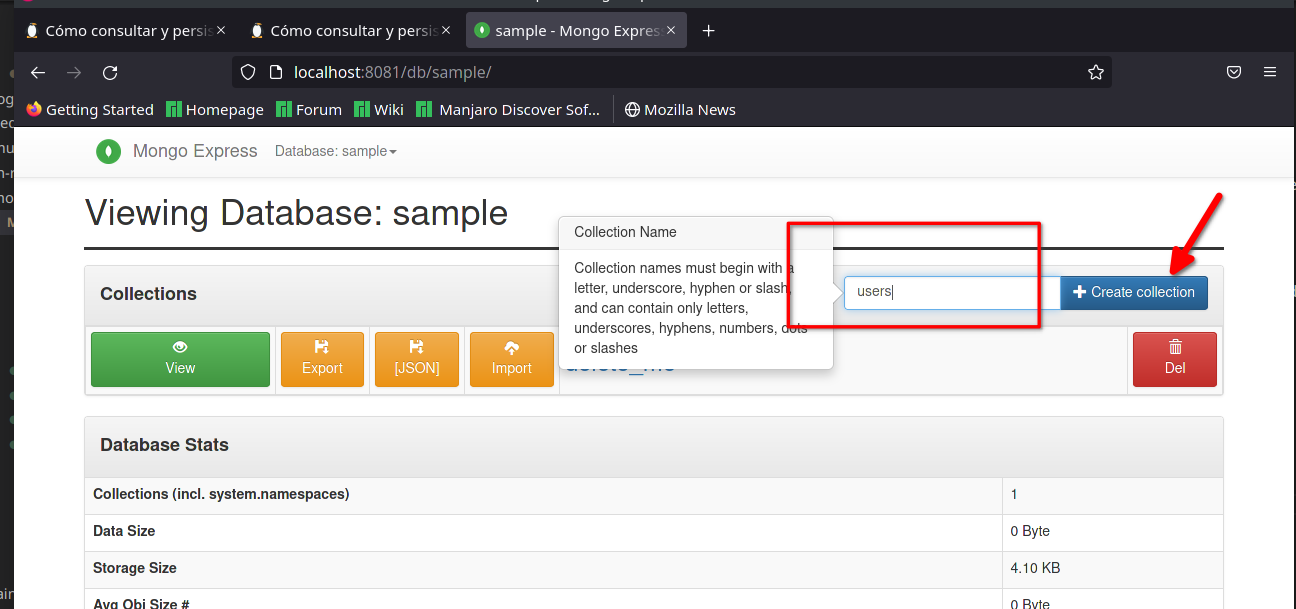 Cómo consultar y persis
Cómo consultar y persis
sample - Mongo Expres
localhost:8081/db/sample/
Getting Started
Homepage
Forum
Wiki
Manjaro Discover Sof...
Mozilla News
Mongo Express
Database: sample
Viewing Database: sample
Collection Name
Collection names must begin with a
letter, underscore, hyphen or slash,
and can contain only letters,
underscores, hyphens, numbers, dots
or slashes
Collections
users
Create collection
View
Export
[JSON]
Import
Del
Database Stats
Collections (incl. system.namespaces)
1
Data Size
0 Byte
Storage Size
4.10 KB
Avg Obj Size #
0 Byte